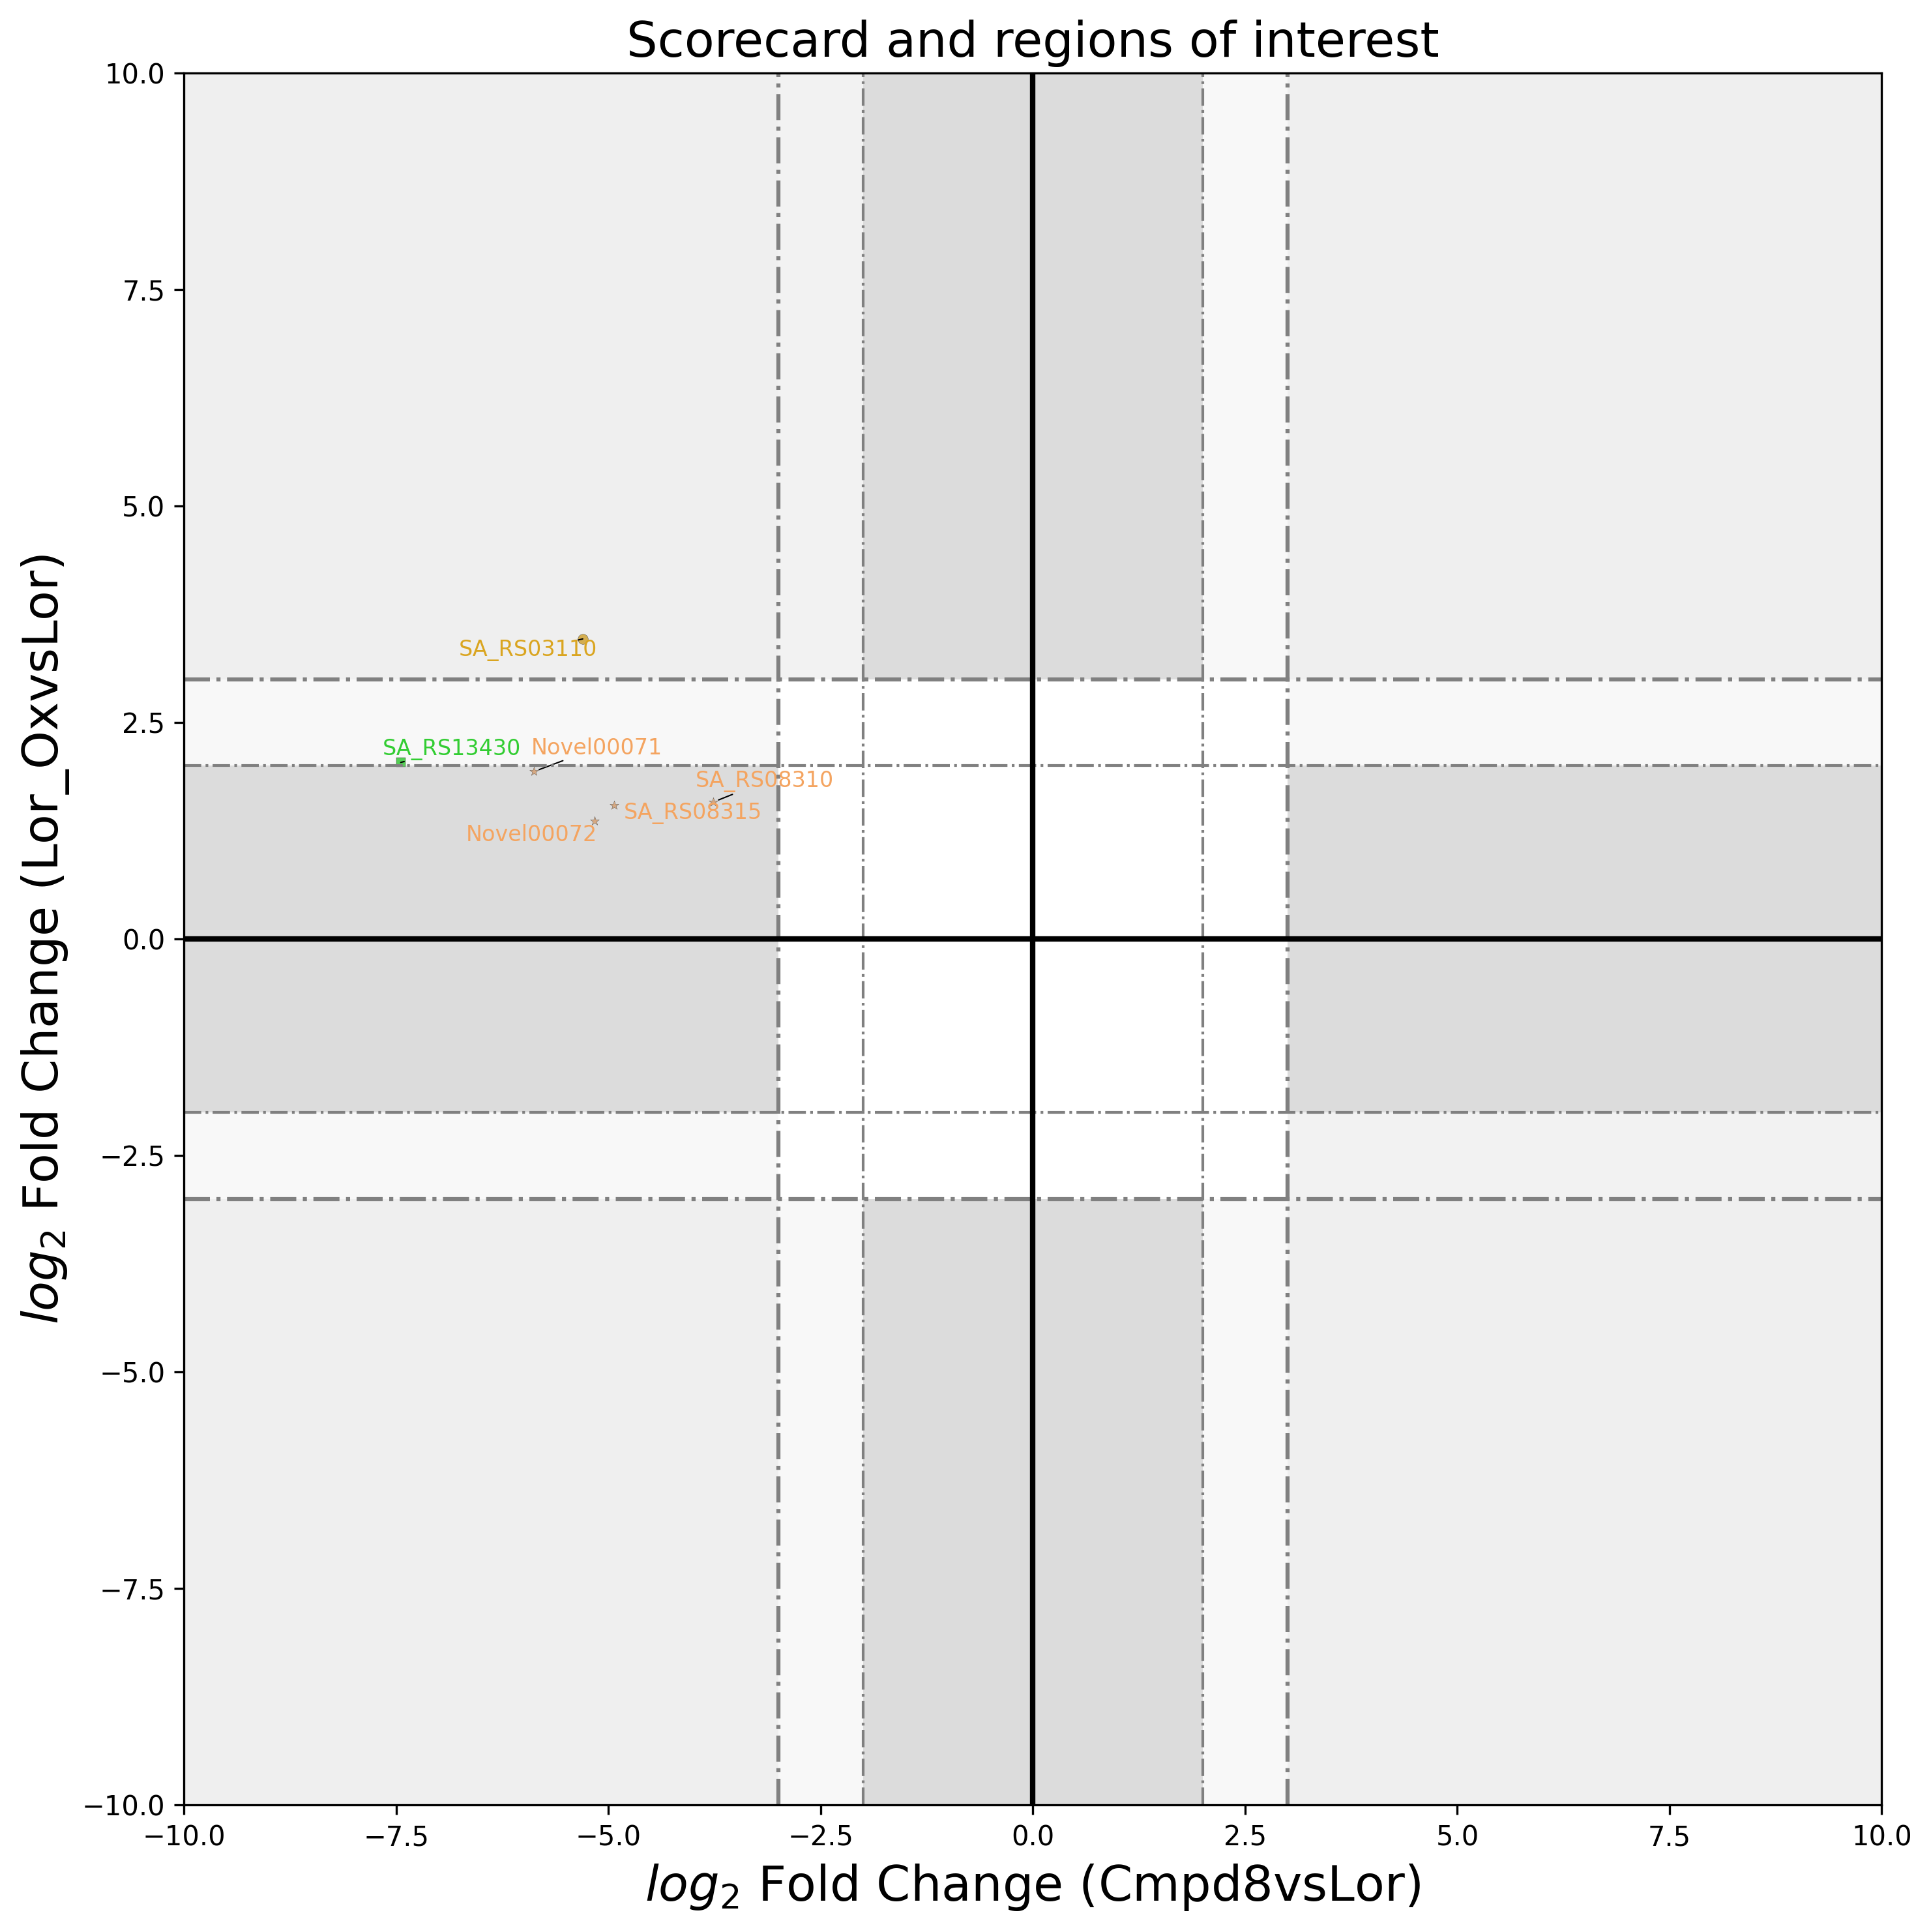 Scorecard and regions of interest
10.0
7.5
5.0
2.5
0.0
−2.5
−5.0
−7.5
−10.0
log2 Fold Change (Lor_OxvsLor)
SA_RS03110
SA_RS13430
Novel00071
SA_RS08310
SA_RS08315
Novel00072
−10.0 −7.5 −5.0 −2.5 0.0 2.5 5.0 7.5 10.0
log2 Fold Change (Cmpd8vsLor)